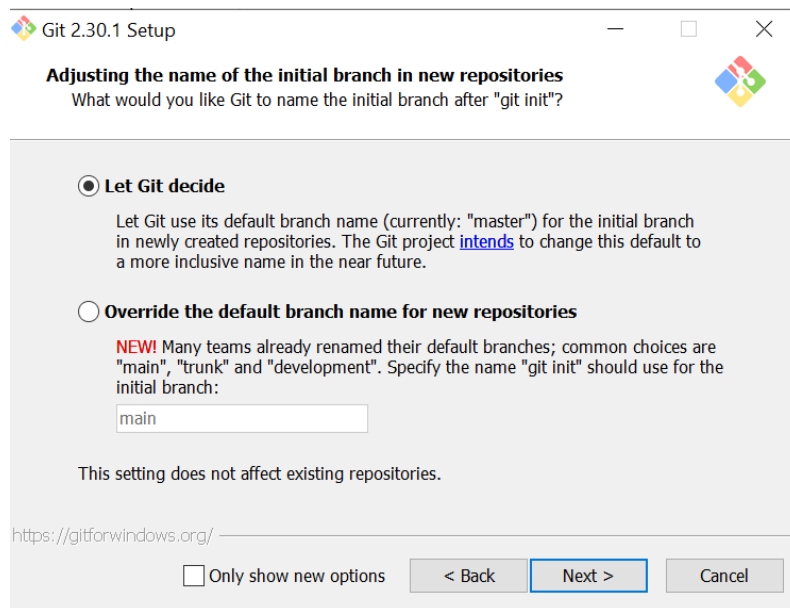 Git 2.30.1 Setup
Adjusting the name of the initial branch in new repositories
What would you like Git to name the initial branch after "git init"?
Let Git decide
Let Git use its default branch name (currently: "master") for the initial branch
in newly created repositories. The Git project intends to change this default to
a more inclusive name in the near future.
Override the default branch name for new repositories
NEW! Many teams already renamed their default branches; common choices are
"main", "trunk" and "development". Specify the name "git init" should use for the
initial branch:
main
This setting does not affect existing repositories.
https://gitforwindows.org/
Only show new options
< Back
Next >
Cancel